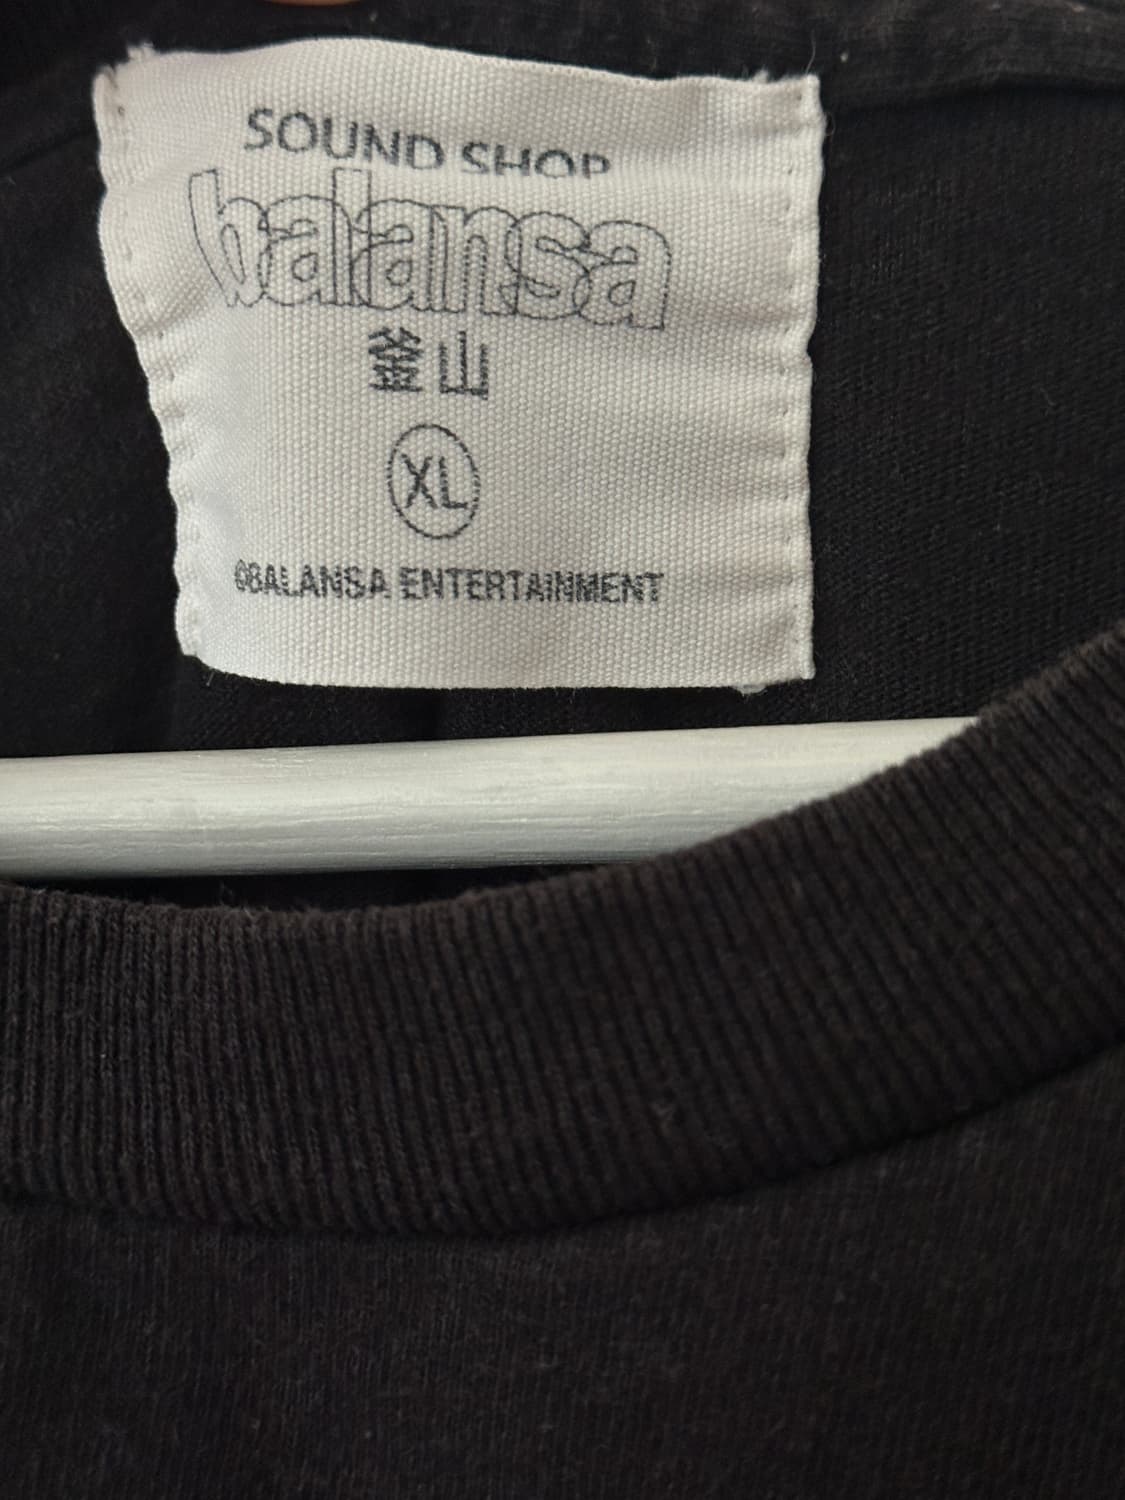 SOUND SHOP
balansa
釜山
XL
©BALANSA ENTERTAINMENT